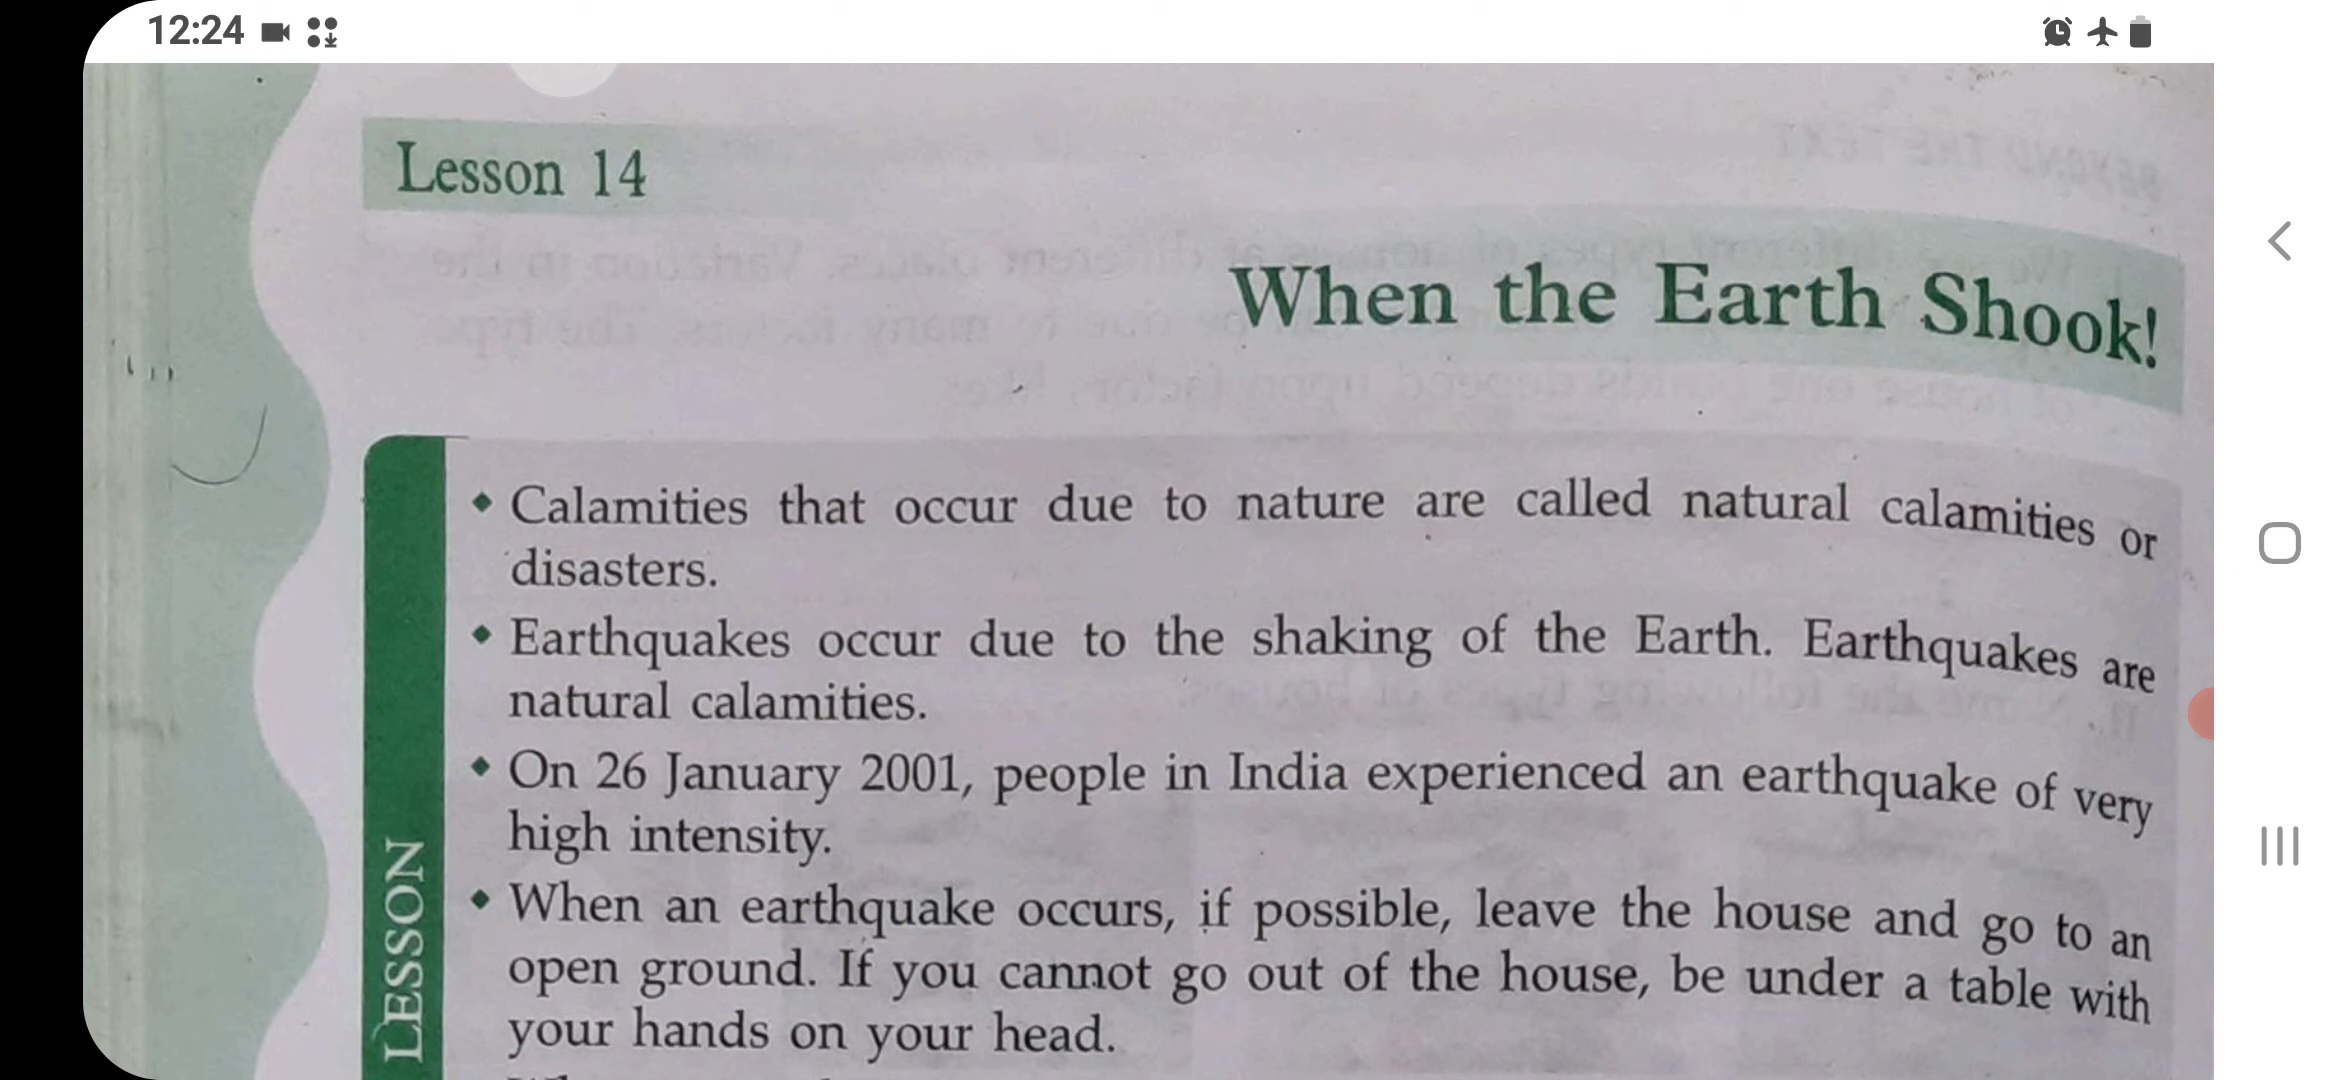 12:24
Lesson 14
When the Earth Shook!
◆ Calamities that occur due to nature are called natural calamities or
disasters.
◆ Earthquakes occur due to the shaking of the Earth. Earthquakes are
natural calamities.
◆ On 26 January 2001, people in India experienced an earthquake of very
high intensity.
◆ When an earthquake occurs, if possible, leave the house and go to an
open ground. If you cannot go out of the house, be under a table with
your hands on your head.
LESSON